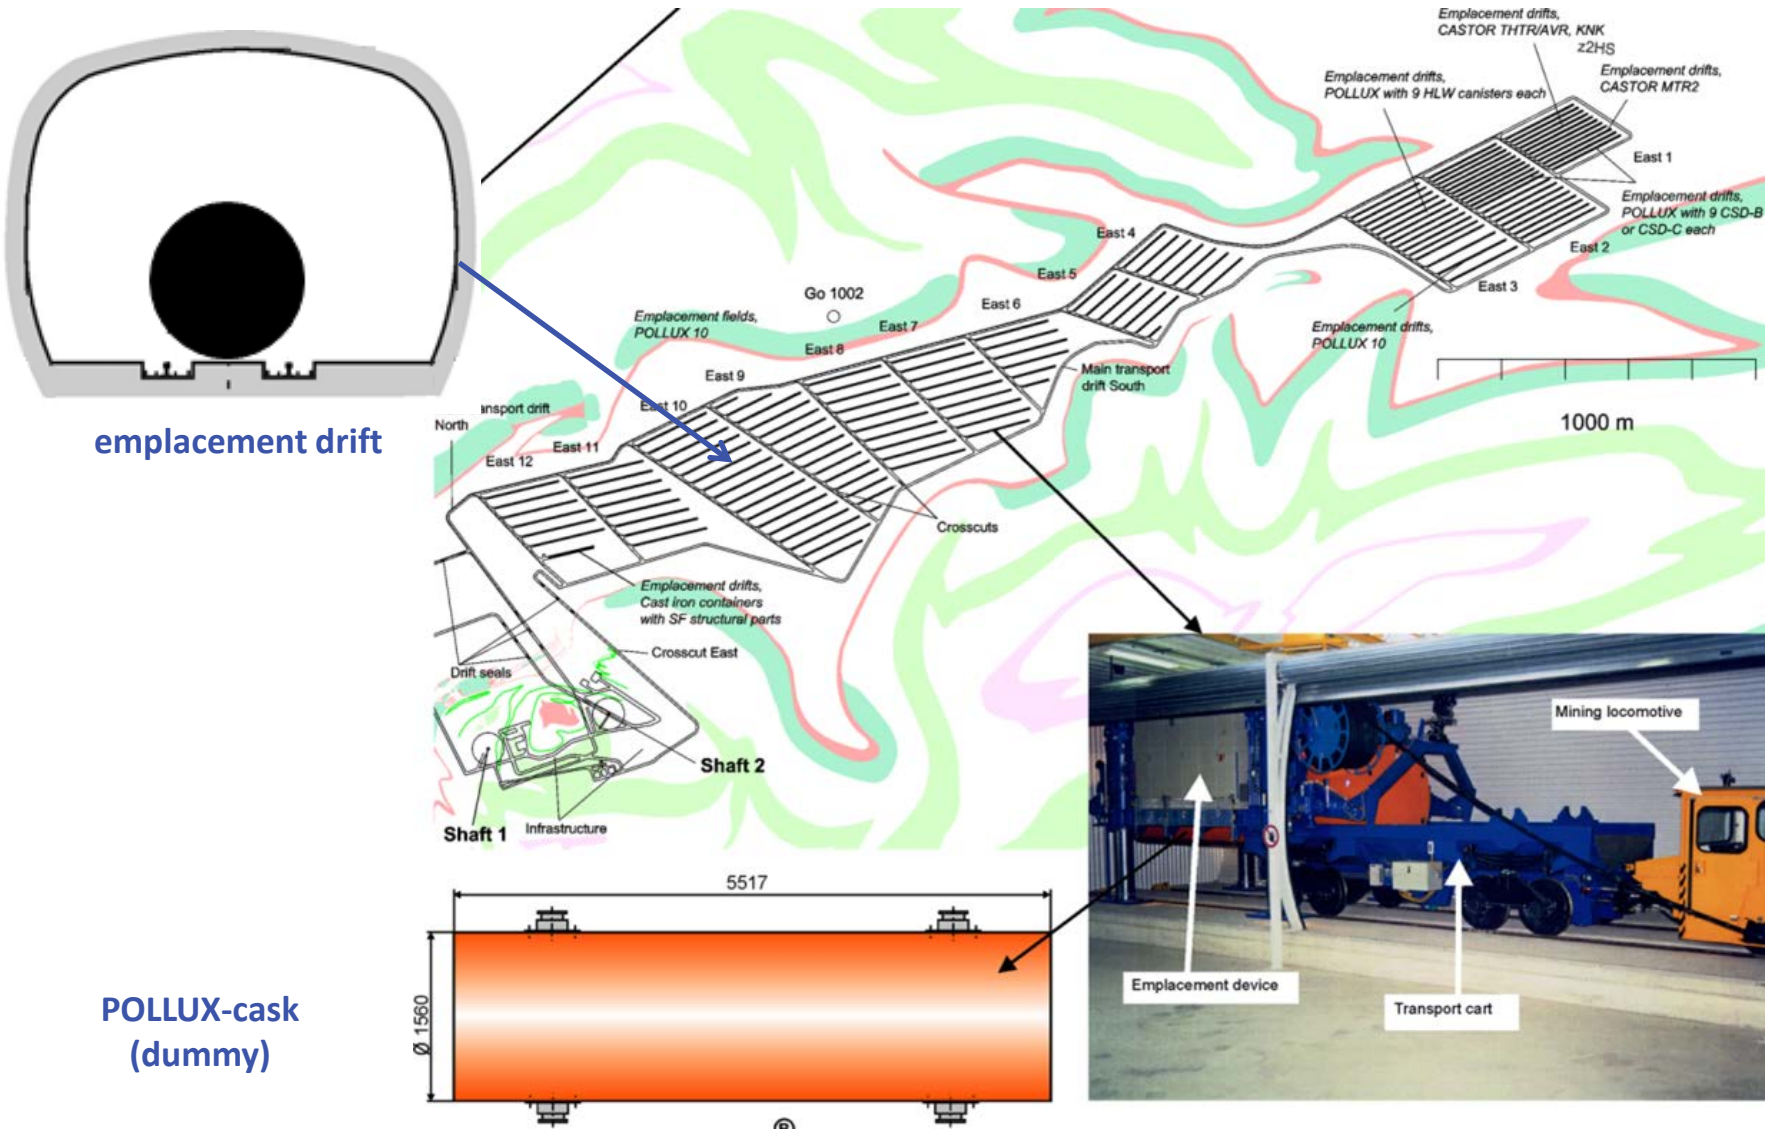 Emplacement drifts,
CASTOR THTR/AVR, KNK
z2HS
Emplacement drifts,
POLLUX with 9 HLW canisters each
Emplacement drifts,
CASTOR MTR2
East 1
Emplacement drifts,
POLLUX with 9 CSD-B
or CSD-C each
East 2
East 3
East 4
East 5
Go 1002
East 6
Emplacement fields,
POLLUX 10
East 7
Emplacement drifts,
POLLUX 10
East 8
Main transport
drift South
East 9
1000 m
East 10
ansport drift
North
emplacement drift
East 11
East 12
Crosscuts
Emplacement drifts,
Cast iron containers
with SF structural parts
Crosscut East
Drift seals
Shaft 2
Shaft 1
Infrastructure
Mining locomotive
Emplacement device
Transport cart
5517
Ø 1560
POLLUX-cask
(dummy)